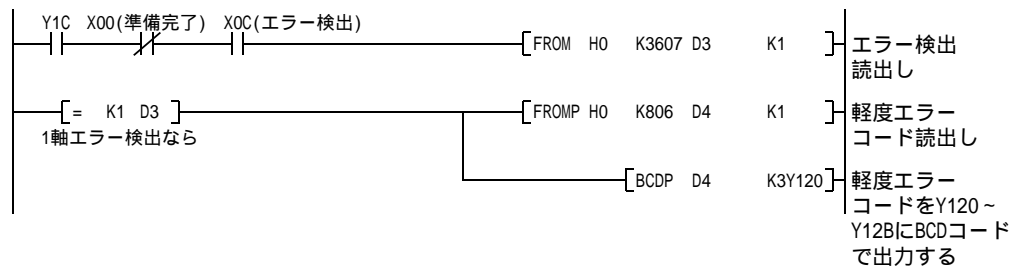 Y1C X00(準備完了) X0C(エラー検出)
FROM H0 K3607 D3 K1 エラー検出
読出し
= K1 D3 FROMP H0 K806 D4 K1 軽度エラー
1軸エラー検出なら コード読出し
BCDP D4 K3Y120 軽度エラー
コードをY120~
Y12BにBCDコード
で出力する